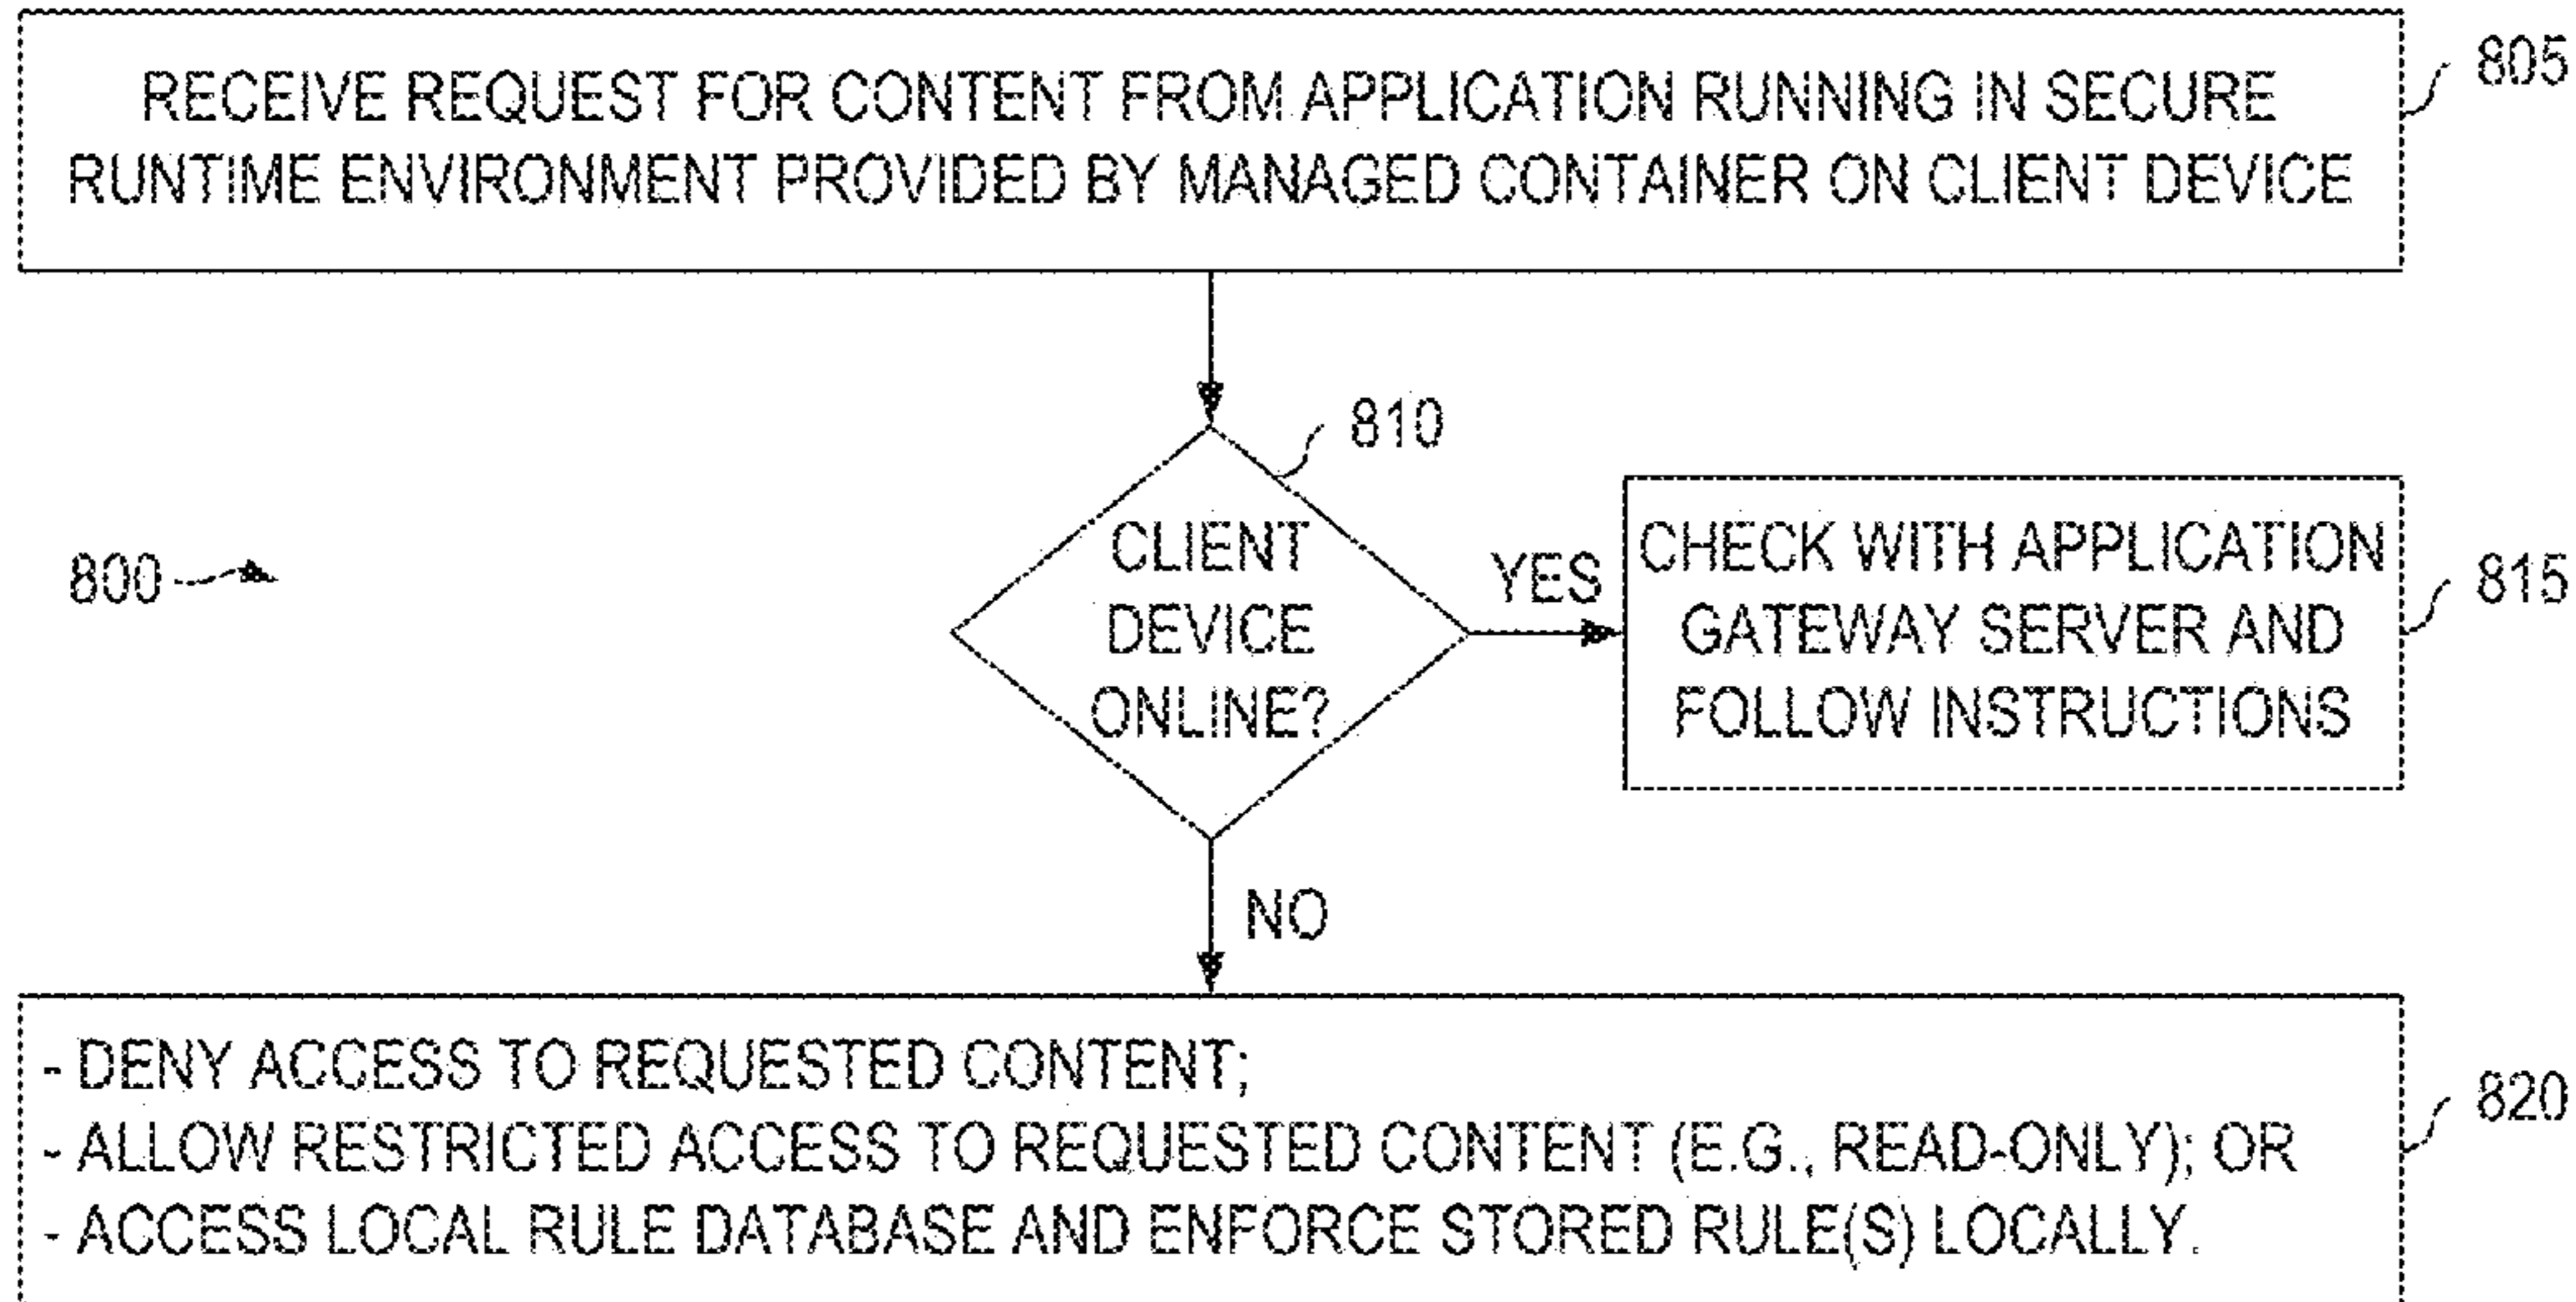 RECEIVE REQUEST FOR CONTENT FROM APPLICATION RUNNING IN SECURE
RUNTIME ENVIRONMENT PROVIDED BY MANAGED CONTAINER ON CLIENT DEVICE
805
810
CLIENT
DEVICE
ONLINE?
800
YES
CHECK WITH APPLICATION
GATEWAY SERVER AND
FOLLOW INSTRUCTIONS
815
NO
- DENY ACCESS TO REQUESTED CONTENT;
- ALLOW RESTRICTED ACCESS TO REQUESTED CONTENT (E.G., READ-ONLY); OR
- ACCESS LOCAL RULE DATABASE AND ENFORCE STORED RULE(S) LOCALLY.
820